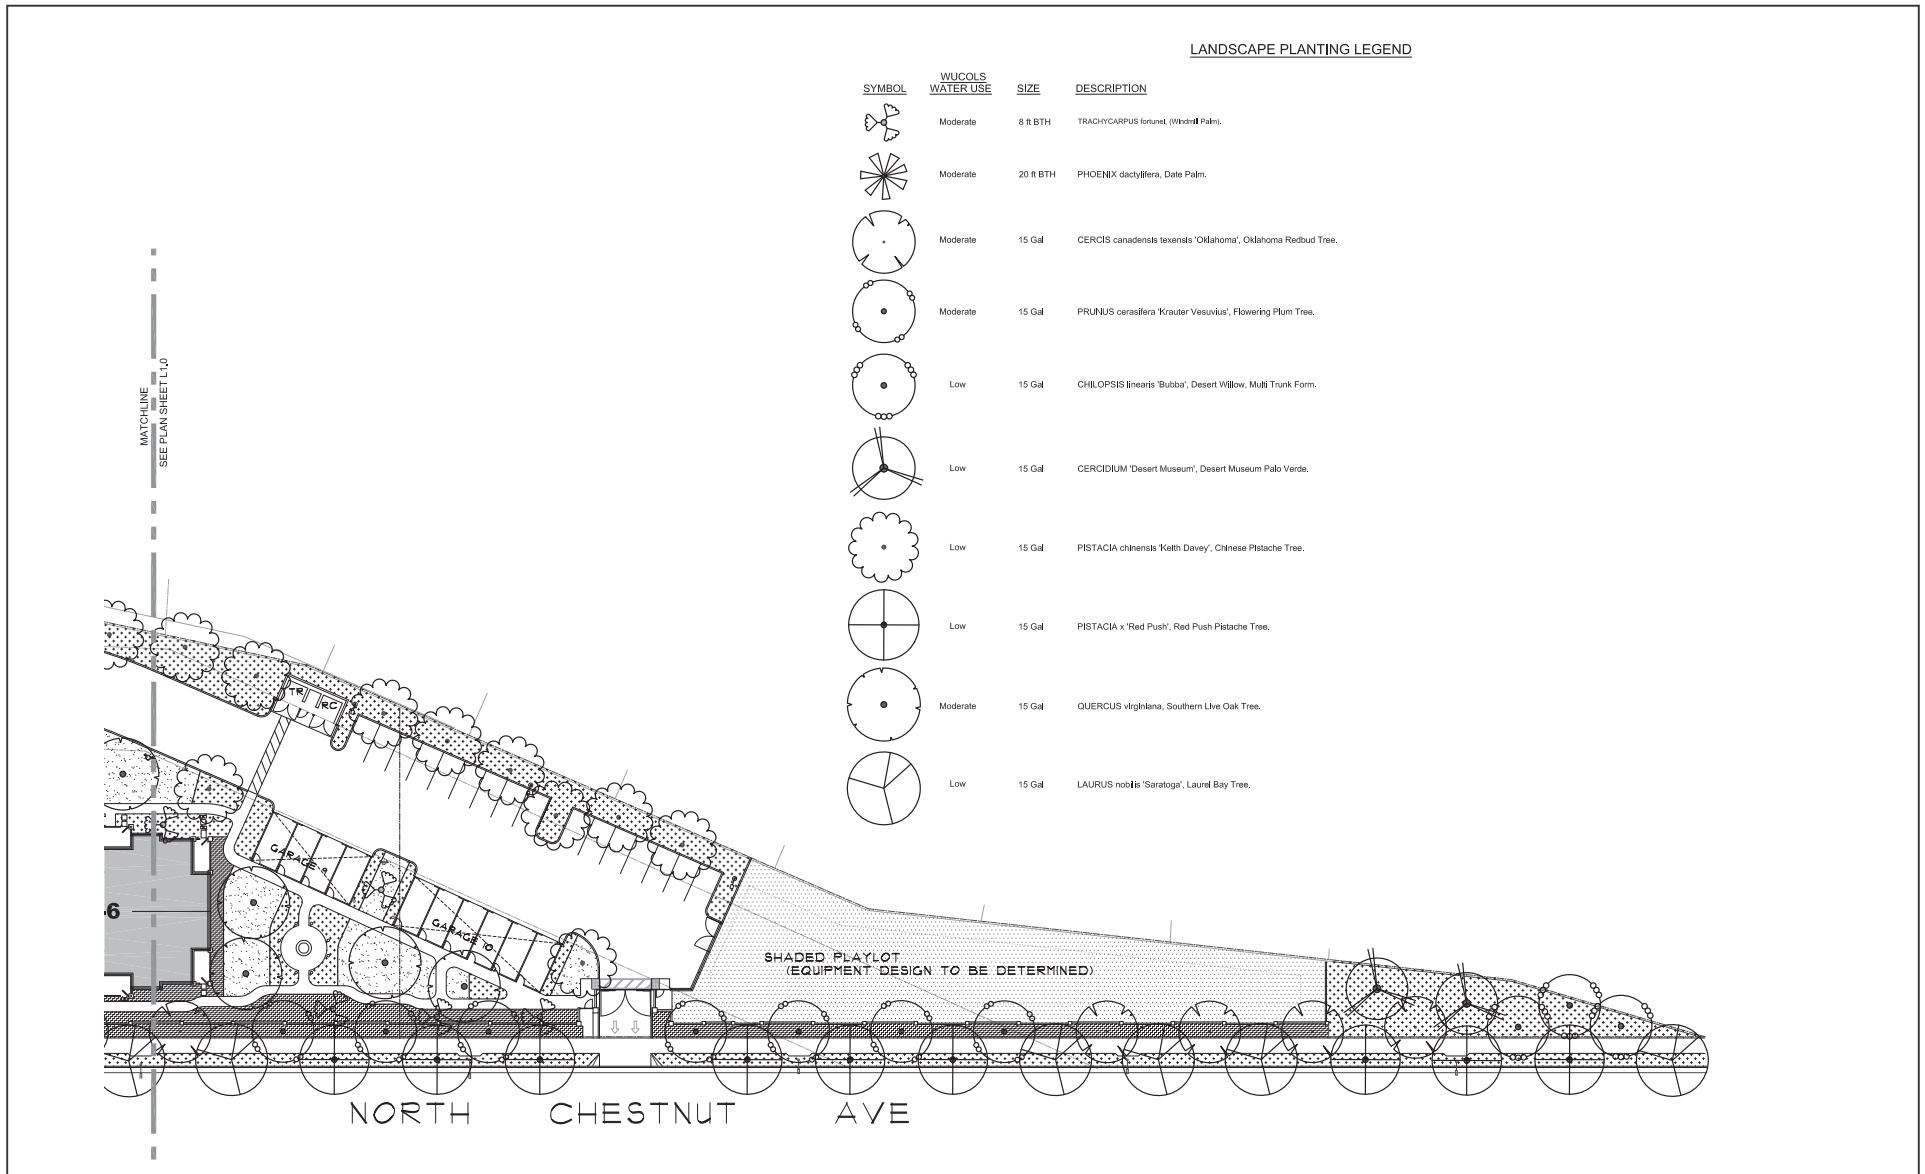 LANDSCAPE PLANTING LEGEND
SYMBOL WUCOLS WATER USE SIZE DESCRIPTION
Moderate 8 ft BTH TRACHYCARPUS fortunei, (Windmill Palm).
Moderate 20 ft BTH PHOENIX dactylifera, Date Palm.
Moderate 15 Gal CERCIS canadensis texensis 'Oklahoma', Oklahoma Redbud Tree.
Moderate 15 Gal PRUNUS cerasifera 'Krauter Vesuvius', Flowering Plum Tree.
Low 15 Gal CHILOPSIS linearis 'Bubba', Desert Willow, Multi Trunk Form.
Low 15 Gal CERCIDIUM 'Desert Museum', Desert Museum Palo Verde.
Low 15 Gal PISTACIA chinensis 'Keith Davey', Chinese Pistache Tree.
Low 15 Gal PISTACIA x 'Red Push', Red Push Pistache Tree.
Moderate 15 Gal QUERCUS virginiana, Southern Live Oak Tree.
Low 15 Gal LAURUS nobilis 'Saratoga', Laurel Bay Tree.
MATCHLINE
SEE PLAN SHEET L1.0
TR
RC
GARAGE 9
GARAGE 10
-6
SHADED PLAYLOT
(EQUIPMENT DESIGN TO BE DETERMINED)
NORTH CHESTNUT AVE